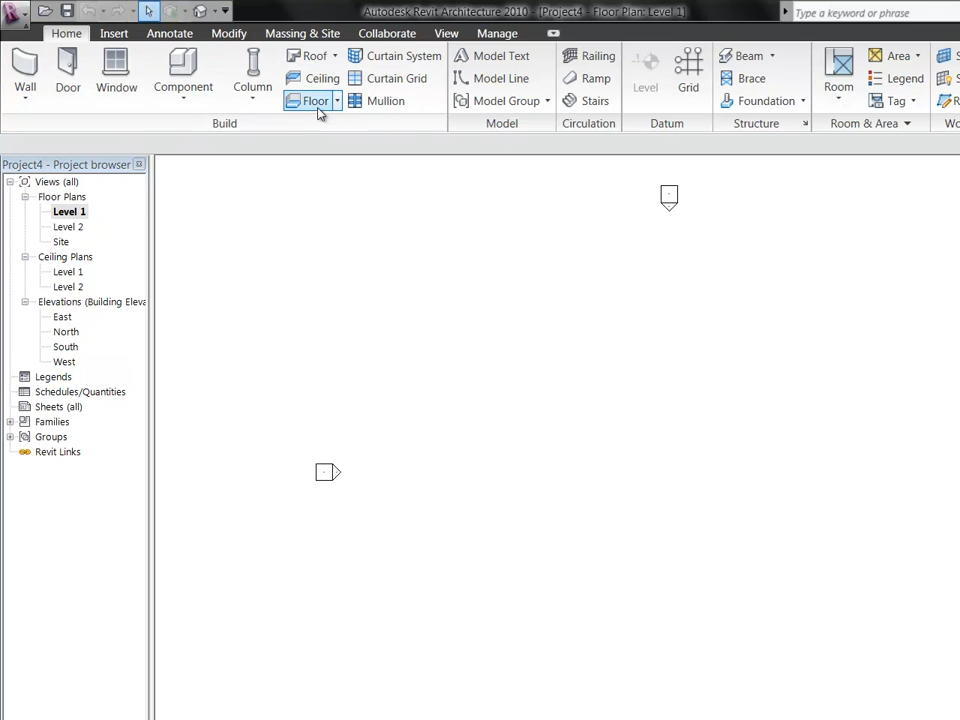 Autodesk Revit Architecture 2010 - [Project4 - Floor Plan: Level 1]
Type a keyword or phrase
Home Insert Annotate Modify Massing & Site Collaborate View Manage
Roof Curtain System Model Text Railing Beam Area
Ceiling Curtain Grid Model Line Ramp Brace Legend
Wall Door Window Component Column Level Grid Room
Floor Mullion Model Group Stairs Foundation Tag
Build Model Circulation Datum Structure Room & Area Wo
Project4 - Project browser
Views (all)
Floor Plans
Level 1
Level 2
Site
Ceiling Plans
Level 1
Level 2
Elevations (Building Eleva
East
North
South
West
Legends
Schedules/Quantities
Sheets (all)
Families
Groups
Revit Links